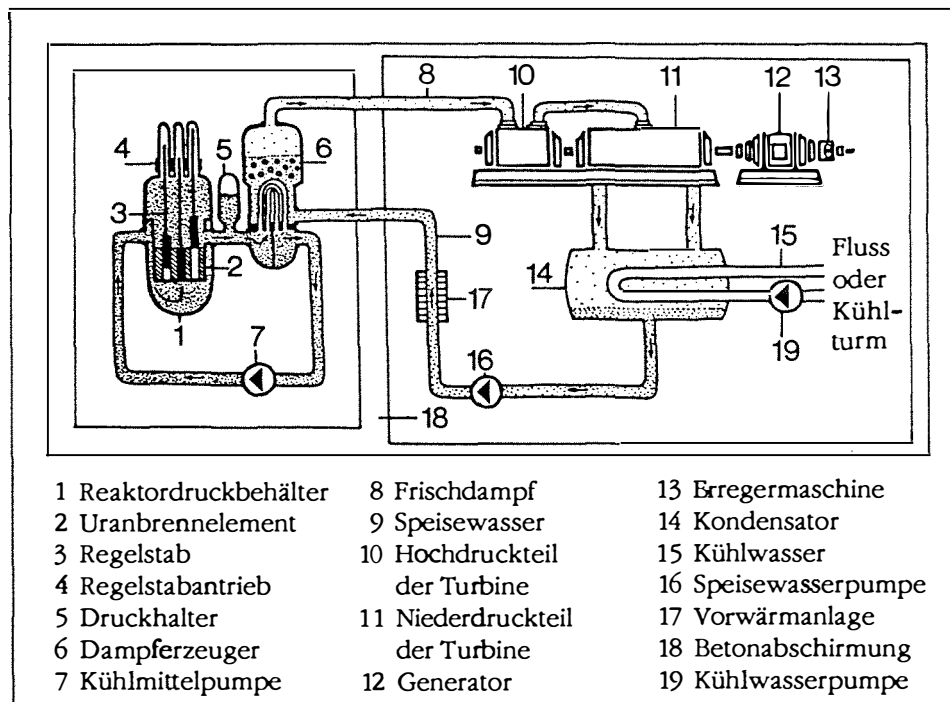 8
10
11
12
13
4
5
6
3
9
15
Fluss
oder
Kühl-
turm
2
14
17
1
7
16
19
18
1 Reaktordruckbehälter
2 Uranbrennelement
3 Regelstab
4 Regelstabantrieb
5 Druckhalter
6 Dampferzeuger
7 Kühlmittelpumpe
8 Frischdampf
9 Speisewasser
10 Hochdruckteil
der Turbine
11 Niederdruckteil
der Turbine
12 Generator
13 Erregermaschine
14 Kondensator
15 Kühlwasser
16 Speisewasserpumpe
17 Vorwärmanlage
18 Betonabschirmung
19 Kühlwasserpumpe